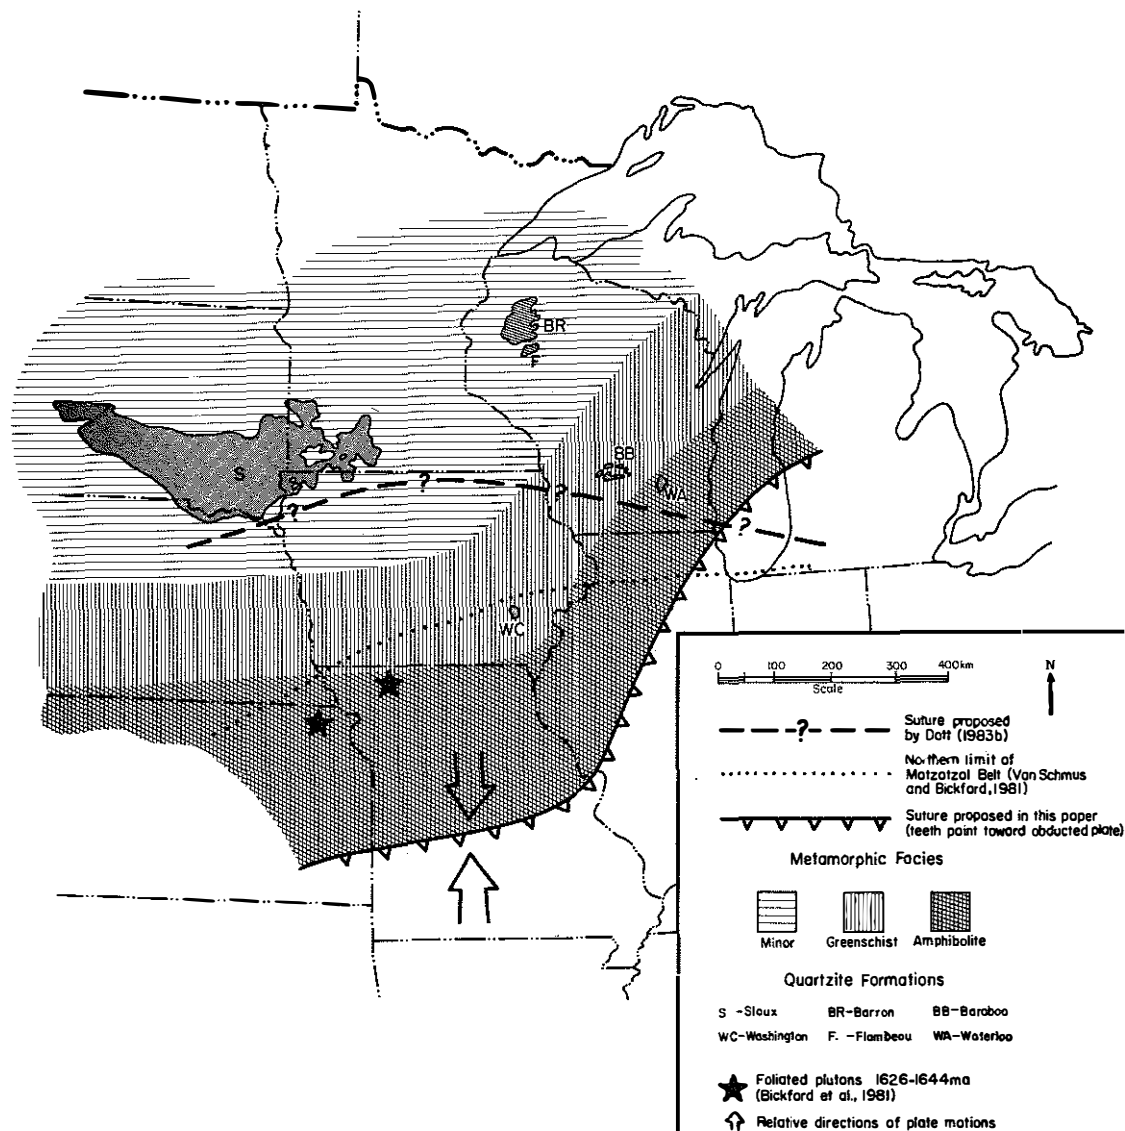 BR
F
S
BB
WA
?
?
?
?
WC
0 100 200 300 400km
Scale
N
?
Suture proposed
by Dott (1983b)
Northern limit of
Matzatzal Belt (Van Schmus
and Bickford, 1981)
Suture proposed in this paper
(teeth point toward obducted plate)
Metamorphic Facies
Minor Greenschist Amphibolite
Quartzite Formations
S -Sioux BR-Barron BB-Baraboo
WC-Washington F. -Flambeau WA-Waterloo
Foliated plutons 1626-1644ma
(Bickford et al., 1981)
Relative directions of plate motions